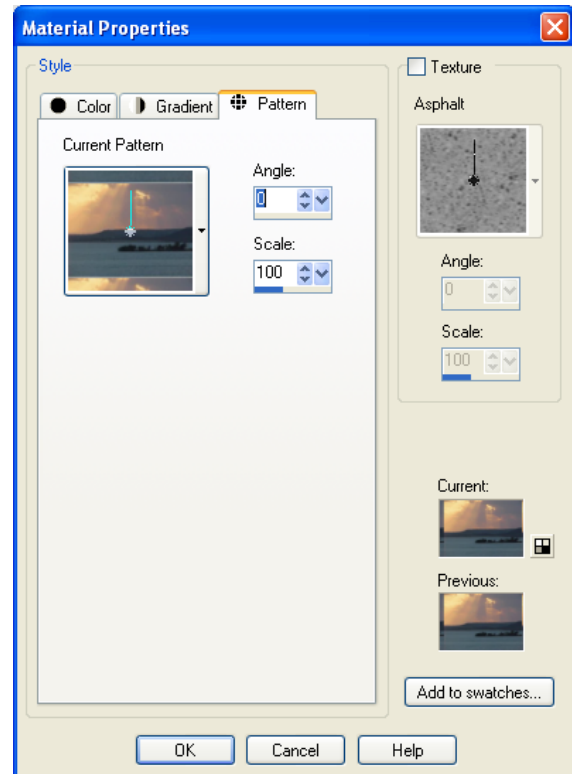 Material Properties
Style
Color
Gradient
Pattern
Current Pattern
Angle:
0
Scale:
100
Texture
Asphalt
Angle:
0
Scale:
100
Current:
Previous:
Add to swatches...
OK
Cancel
Help